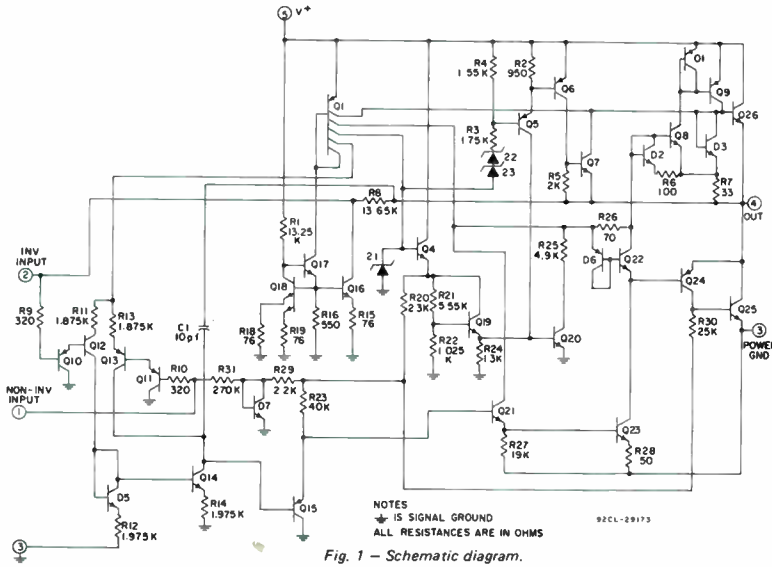 5 V+
R4
1.55K
R2
950
Q6
Q1
Q9
Q1
Q5
Q8
Q26
R3
1.75K
22
23
R5
2K
Q7
D2
D3
R6
100
R7
33
4
OUT
R8
13.65K
R1
13.25
K
Q17
21
Q4
R25
4.9K
R26
70
D6
Q22
INV
INPUT
2
Q18
Q16
R20
2.3K
R21
5.55K
Q24
Q25
R9
320
R11
1.875K
R13
1.875K
C1
10pf
R18
76
R19
76
R16
550
R15
76
Q19
Q20
R22
1.025
K
R24
1.3K
R30
25K
3
POWER
GND
Q12
Q13
Q10
Q11
R10
320
R31
270K
R29
2.2K
NON-INV
INPUT
1
D7
R23
40K
Q21
Q23
R27
19K
R28
50
D5
Q14
Q15
R12
1.975K
R14
1.975K
3
NOTES
IS SIGNAL GROUND
ALL RESISTANCES ARE IN OHMS
92CL-29173
Fig. 1 – Schematic diagram.